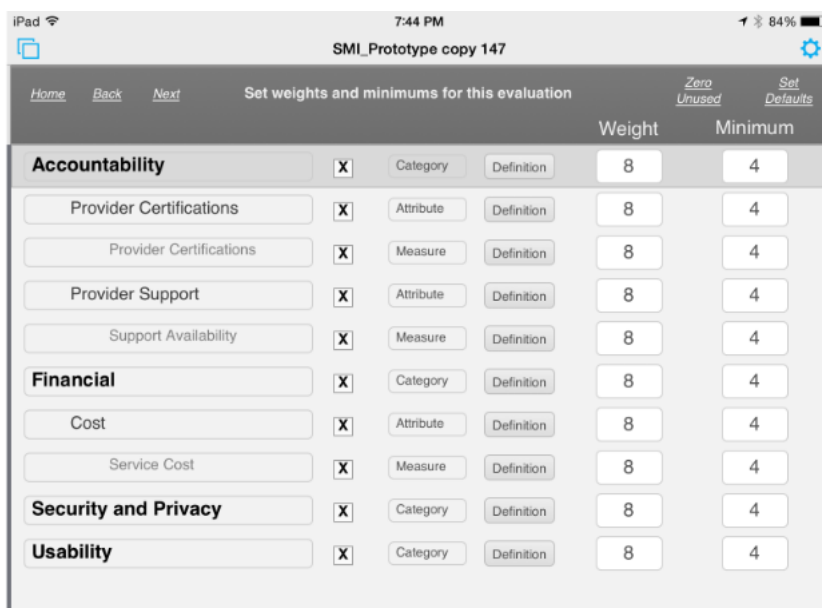 iPad 7:44 PM 84%
SMI_Prototype copy 147
Home Back Next Set weights and minimums for this evaluation Zero Unused Set Defaults
Weight Minimum
Accountability X Category Definition 8 4
Provider Certifications X Attribute Definition 8 4
Provider Certifications X Measure Definition 8 4
Provider Support X Attribute Definition 8 4
Support Availability X Measure Definition 8 4
Financial X Category Definition 8 4
Cost X Attribute Definition 8 4
Service Cost X Measure Definition 8 4
Security and Privacy X Category Definition 8 4
Usability X Category Definition 8 4